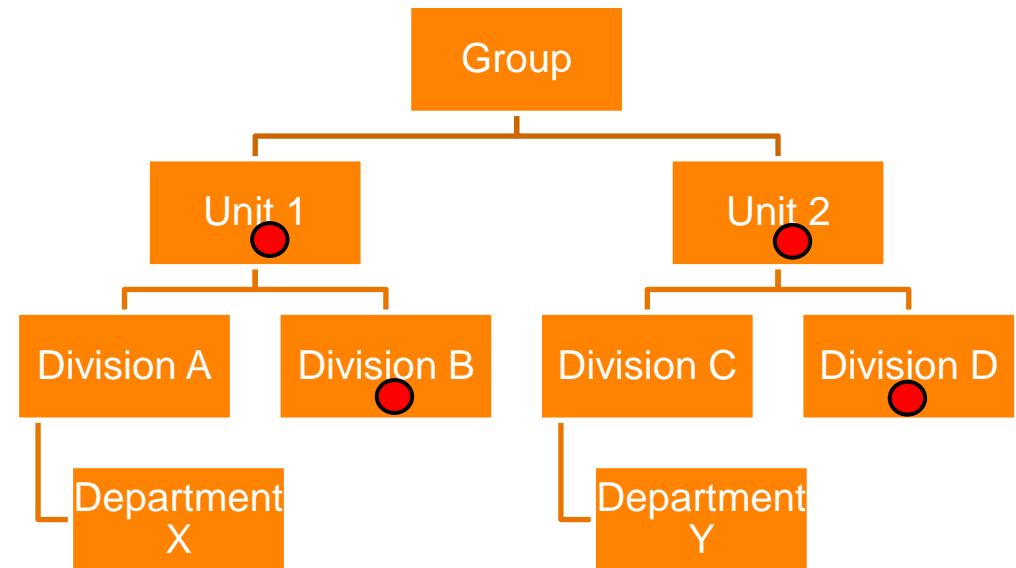 Group
Unit 1
Unit 2
Division A
Division B
Division C
Division D
Department
X
Department
Y